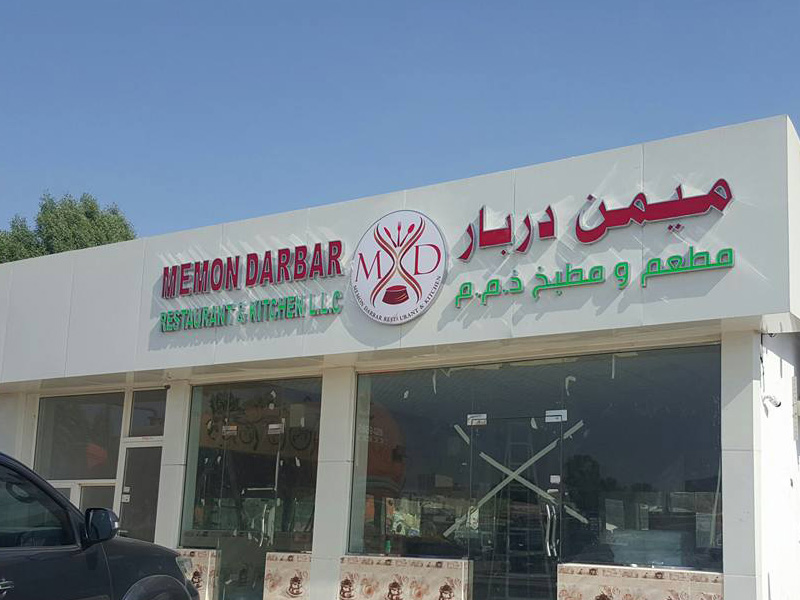 MEMON DARBAR
RESTAURANT & KITCHEN L.L.C
M D
MEMON DARBAR RESTAURANT & KITCHEN
ميمن دربار
مطعم و مطبخ ذ.م.م